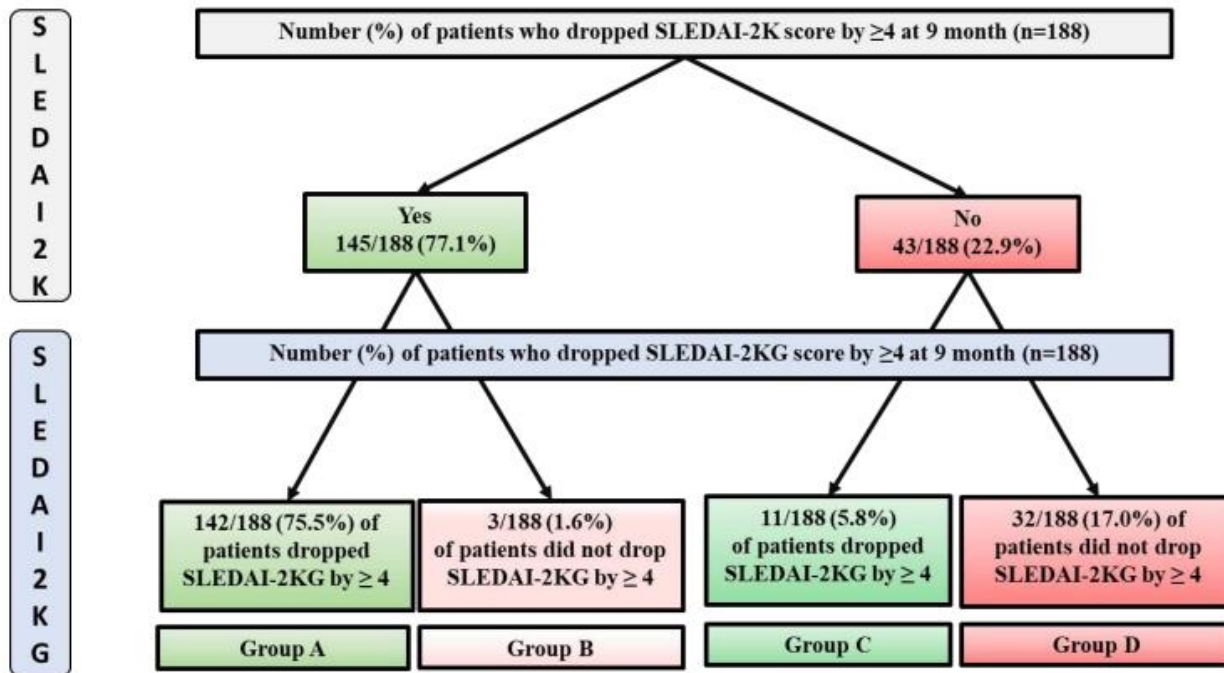 S
L
E
D
A
I
2
K
Number (%) of patients who dropped SLEDAI-2K score by ≥4 at 9 month (n=188)
Yes
145/188 (77.1%)
No
43/188 (22.9%)
S
L
E
D
A
I
2
K
G
Number (%) of patients who dropped SLEDAI-2KG score by ≥4 at 9 month (n=188)
142/188 (75.5%) of
patients dropped
SLEDAI-2KG by ≥ 4
3/188 (1.6%)
of patients did not drop
SLEDAI-2KG by ≥ 4
11/188 (5.8%)
of patients dropped
SLEDAI-2KG by ≥ 4
32/188 (17.0%) of
patients did not drop
SLEDAI-2KG by ≥ 4
Group A
Group B
Group C
Group D